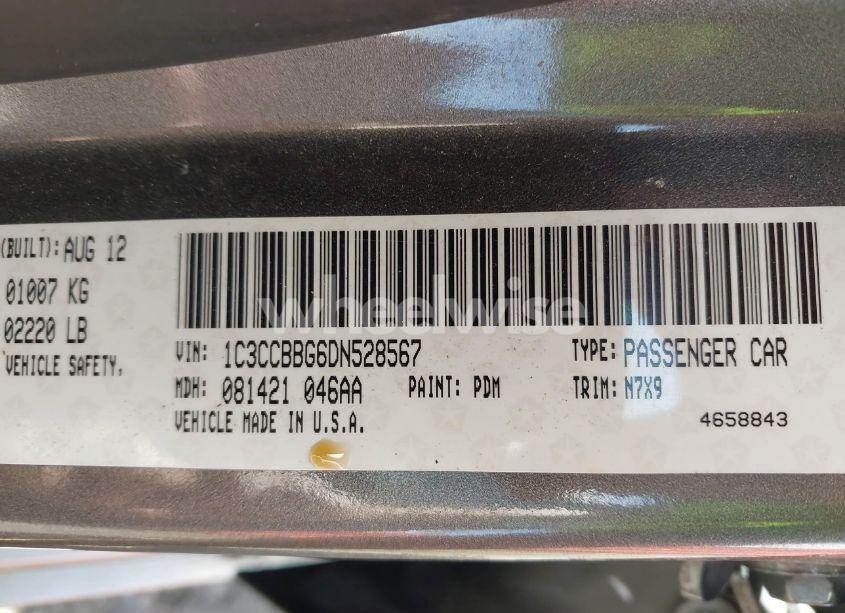 (BUILT): AUG 12
01007 KG
02220 LB
VEHICLE SAFETY,
wheelwise
VIN: 1C3CCBBG6DN528567
TYPE: PASSENGER CAR
MDH: 081421 046AA
PAINT: PDM
TRIM: N7X9
VEHICLE MADE IN U.S.A.
4658843